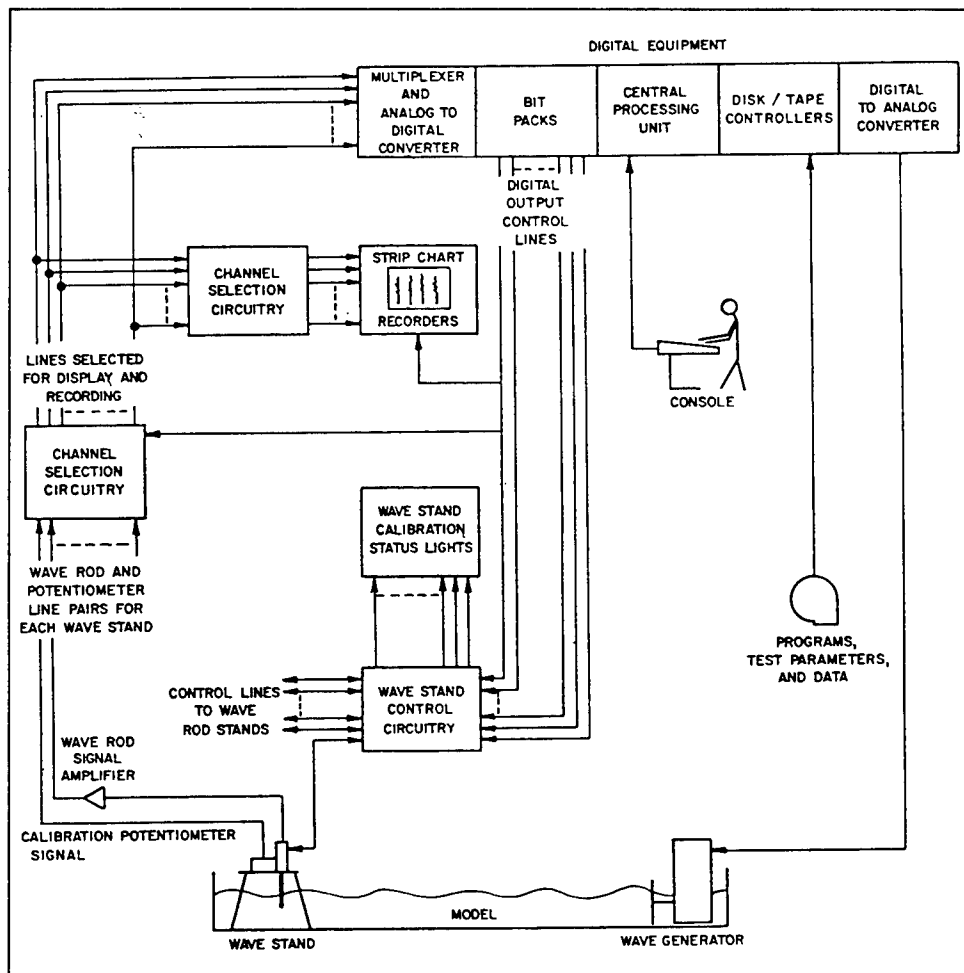 DIGITAL EQUIPMENT
MULTIPLEXER
AND
ANALOG TO
DIGITAL
CONVERTER
BIT
PACKS
CENTRAL
PROCESSING
UNIT
DISK / TAPE
CONTROLLERS
DIGITAL
TO ANALOG
CONVERTER
DIGITAL
OUTPUT
CONTROL
LINES
CHANNEL
SELECTION
CIRCUITRY
STRIP CHART
RECORDERS
LINES SELECTED
FOR DISPLAY AND
RECORDING
CONSOLE
CHANNEL
SELECTION
CIRCUITRY
WAVE STAND
CALIBRATION
STATUS LIGHTS
WAVE ROD AND
POTENTIOMETER
LINE PAIRS FOR
EACH WAVE STAND
PROGRAMS,
TEST PARAMETERS,
AND DATA
CONTROL LINES
TO WAVE
ROD STANDS
WAVE STAND
CONTROL
CIRCUITRY
WAVE ROD
SIGNAL
AMPLIFIER
CALIBRATION POTENTIOMETER
SIGNAL
MODEL
WAVE STAND
WAVE GENERATOR